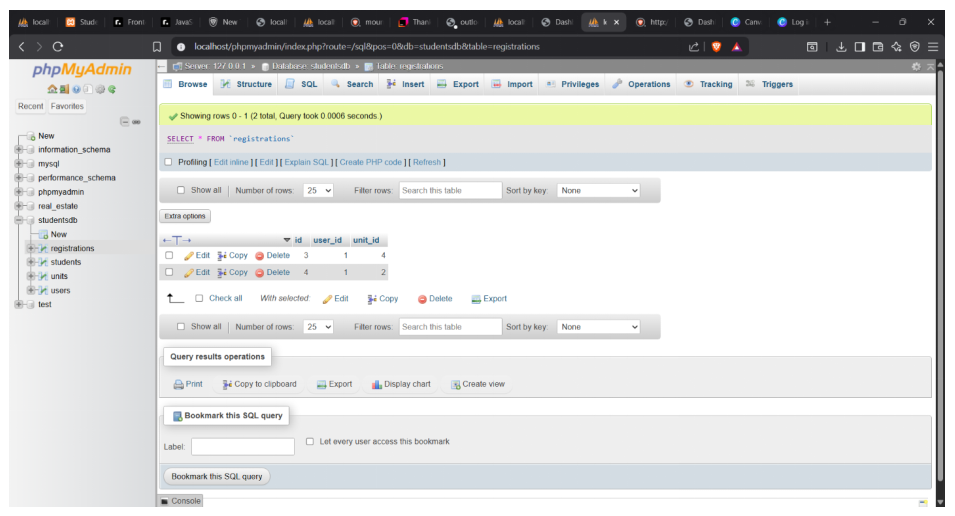 locall
Stude
Front
JavaS
New
locall
locall
mour
Than
outlo
locall
Dash
k
http:/
Dash
Canv
Log i
localhost/phpmyadmin/index.php?route=/sql&pos=0&db=studentsdb&table=registrations
phpMyAdmin
Recent Favorites
New
information_schema
mysql
performance_schema
phpmyadmin
real_estate
studentsdb
New
registrations
students
units
users
test
Server: 127.0.0.1 » Database: studentsdb » Table: registrations
Browse Structure SQL Search Insert Export Import Privileges Operations Tracking Triggers
Showing rows 0 - 1 (2 total, Query took 0.0006 seconds.)
SELECT * FROM `registrations`
Profiling [ Edit inline ] [ Edit ] [ Explain SQL ] [ Create PHP code ] [ Refresh ]
Show all | Number of rows: 25 Filter rows: Search this table Sort by key: None
Extra options
←T→ id user_id unit_id
Edit Copy Delete 3 1 4
Edit Copy Delete 4 1 2
Check all With selected: Edit Copy Delete Export
Show all | Number of rows: 25 Filter rows: Search this table Sort by key: None
Query results operations
Print Copy to clipboard Export Display chart Create view
Bookmark this SQL query
Label: Let every user access this bookmark
Bookmark this SQL query
Console